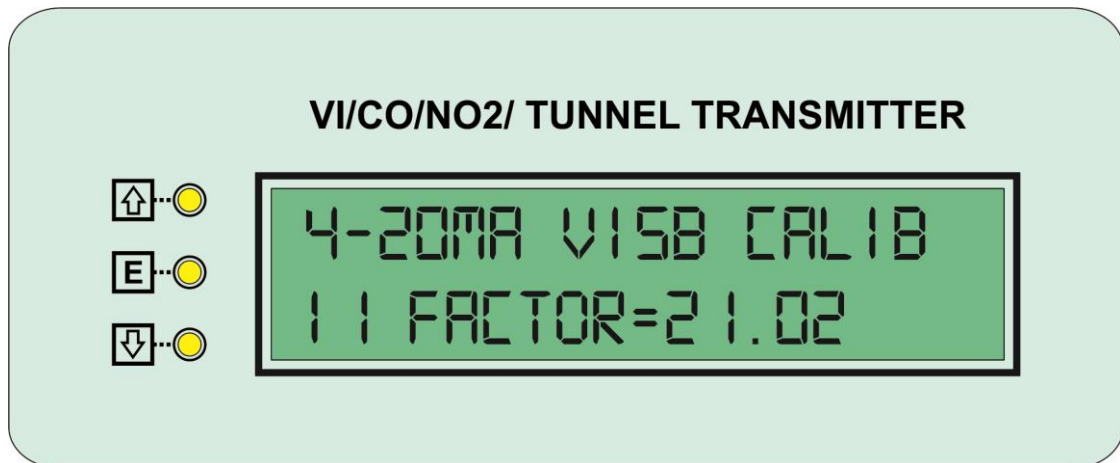 VI/CO/NO2/ TUNNEL TRANSMITTER
4-20MA VISB CALIB
E
11 FACTOR=21.02